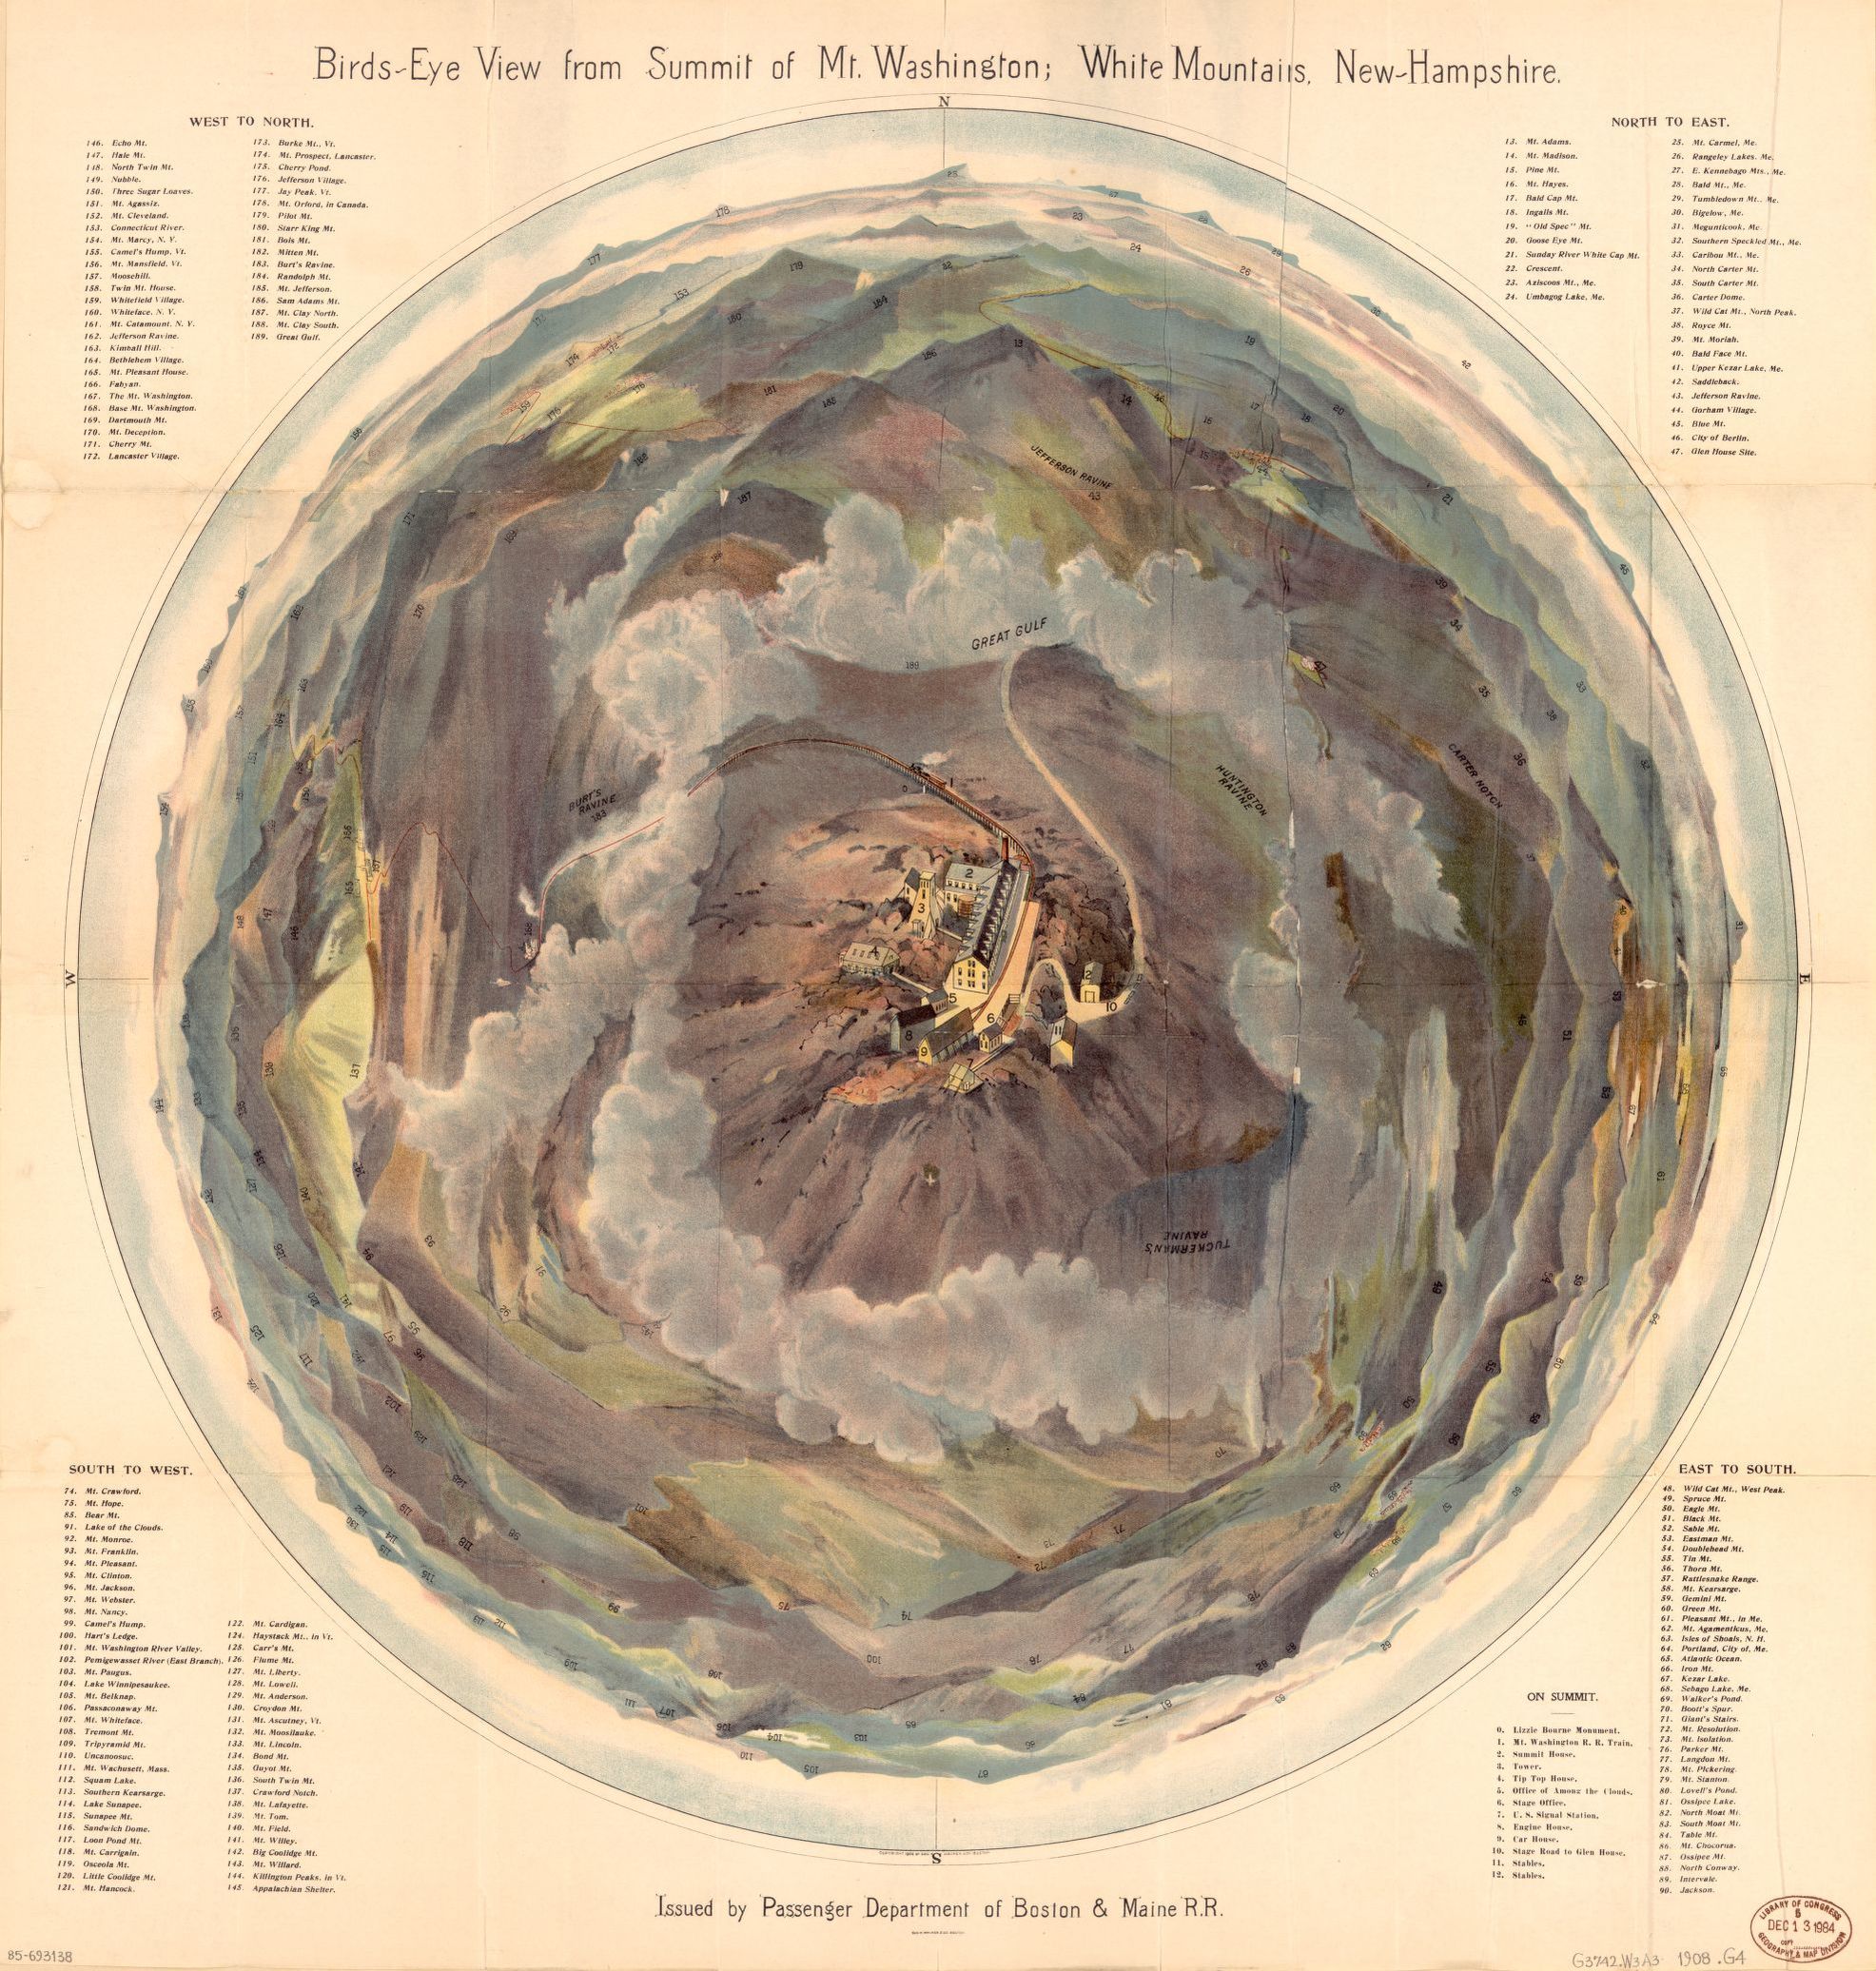 Birds-Eye View from Summit of Mt. Washington; White Mountains, New-Hampshire.
N
WEST TO NORTH.
146. Echo Mt.
147. Hale Mt.
148. North Twin Mt.
149. Nubble.
150. Three Sugar Loaves.
151. Mt. Agassiz.
152. Mt. Cleveland.
153. Connecticut River.
154. Mt. Marcy, N. Y.
155. Camel's Hump, Vt.
156. Mt. Mansfield, Vt.
157. Moosehill.
158. Twin Mt. House.
159. Whitefield Village.
160. Whiteface, N. Y.
161. Mt. Catamount, N. Y.
162. Jefferson Ravine.
163. Kimball Hill.
164. Bethlehem Village.
165. Mt. Pleasant House.
166. Fabyan.
167. The Mt. Washington.
168. Base Mt. Washington.
169. Dartmouth Mt.
170. Mt. Deception.
171. Cherry Mt.
172. Lancaster Village.
173. Burke Mt., Vt.
174. Mt. Prospect, Lancaster.
175. Cherry Pond.
176. Jefferson Village.
177. Jay Peak, Vt.
178. Mt. Orford, in Canada.
179. Pilot Mt.
180. Starr King Mt.
181. Bois Mt.
182. Mitten Mt.
183. Burt's Ravine.
184. Randolph Mt.
185. Mt. Jefferson.
186. Sam Adams Mt.
187. Mt. Clay North.
188. Mt. Clay South.
189. Great Gulf.
NORTH TO EAST.
13. Mt. Adams.
14. Mt. Madison.
15. Pine Mt.
16. Mt. Hayes.
17. Bald Cap Mt.
18. Ingalls Mt.
19. "Old Spec" Mt.
20. Goose Eye Mt.
21. Sunday River White Cap Mt.
22. Crescent.
23. Aziscoos Mt., Me.
24. Umbagog Lake, Me.
25. Mt. Carmel, Me.
26. Rangeley Lakes, Me.
27. E. Kennebago Mts., Me.
28. Bald Mt., Me.
29. Tumbledown Mt., Me.
30. Bigelow, Me.
31. Megunticook, Me.
32. Southern Speckled Mt., Me.
33. Caribou Mt., Me.
34. North Carter Mt.
35. South Carter Mt.
36. Carter Dome.
37. Wild Cat Mt., North Peak.
38. Royce Mt.
39. Mt. Moriah.
40. Bald Face Mt.
41. Upper Kezar Lake, Me.
42. Saddleback.
43. Jefferson Ravine.
44. Gorham Village.
45. Blue Mt.
46. City of Berlin.
47. Glen House Site.
JEFFERSON RAVINE
43
GREAT GULF
189
HUNTINGTON
RAVINE
CARTER NOTCH
BURT'S
RAVINE
183
W
E
TUCKERMAN'S
RAVINE
SOUTH TO WEST.
74. Mt. Crawford.
75. Mt. Hope.
85. Bear Mt.
91. Lake of the Clouds.
92. Mt. Monroe.
93. Mt. Franklin.
94. Mt. Pleasant.
95. Mt. Clinton.
96. Mt. Jackson.
97. Mt. Webster.
98. Mt. Nancy.
99. Camel's Hump.
100. Hart's Ledge.
101. Mt. Washington River Valley.
102. Pemigewasset River (East Branch).
103. Mt. Paugus.
104. Lake Winnipesaukee.
105. Mt. Belknap.
106. Passaconaway Mt.
107. Mt. Whiteface.
108. Tremont Mt.
109. Tripyramid Mt.
110. Uncanoosuc.
111. Mt. Wachusett, Mass.
112. Squam Lake.
113. Southern Kearsarge.
114. Lake Sunapee.
115. Sunapee Mt.
116. Sandwich Dome.
117. Loon Pond Mt.
118. Mt. Carrigain.
119. Osceola Mt.
120. Little Coolidge Mt.
121. Mt. Hancock.
122. Mt. Cardigan.
124. Haystack Mt., in Vt.
125. Carr's Mt.
126. Flume Mt.
127. Mt. Liberty.
128. Mt. Lowell.
129. Mt. Anderson.
130. Croydon Mt.
131. Mt. Ascutney, Vt.
132. Mt. Moosilauke.
133. Mt. Lincoln.
134. Bond Mt.
135. Guyot Mt.
136. South Twin Mt.
137. Crawford Notch.
138. Mt. Lafayette.
139. Mt. Tom.
140. Mt. Field.
141. Mt. Willey.
142. Big Coolidge Mt.
143. Mt. Willard.
144. Killington Peaks, in Vt.
145. Appalachian Shelter.
EAST TO SOUTH.
48. Wild Cat Mt., West Peak.
49. Spruce Mt.
50. Eagle Mt.
51. Black Mt.
52. Sable Mt.
53. Eastman Mt.
54. Doublehead Mt.
55. Tin Mt.
56. Thorn Mt.
57. Rattlesnake Range.
58. Mt. Kearsarge.
59. Gemini Mt.
60. Green Mt.
61. Pleasant Mt., in Me.
62. Mt. Agamenticus, Me.
63. Isles of Shoals, N. H.
64. Portland, City of, Me.
65. Atlantic Ocean.
66. Iron Mt.
67. Kezar Lake.
68. Sebago Lake, Me.
69. Walker's Pond.
70. Boott's Spur.
71. Giant's Stairs.
72. Mt. Resolution.
73. Mt. Isolation.
76. Parker Mt.
77. Langdon Mt.
78. Mt. Pickering.
79. Mt. Stanton.
80. Lovell's Pond.
81. Ossipee Lake.
82. North Moat Mt.
83. South Moat Mt.
84. Table Mt.
86. Mt. Chocorua.
87. Ossipee Mt.
88. North Conway.
89. Intervale.
90. Jackson.
ON SUMMIT.
0. Lizzie Bourne Monument.
1. Mt. Washington R. R. Train.
2. Summit House.
3. Tower.
4. Tip Top House.
5. Office of Among the Clouds.
6. Stage Office.
7. U. S. Signal Station.
8. Engine House.
9. Car House.
10. Stage Road to Glen House.
11. Stables.
12. Stables.
S
Issued by Passenger Department of Boston & Maine R.R.
LIBRARY OF CONGRESS
DEC 13 1984
GEOGRAPHY & MAP DIVISION
85-693138
G3742.W3A3 1908 .G4